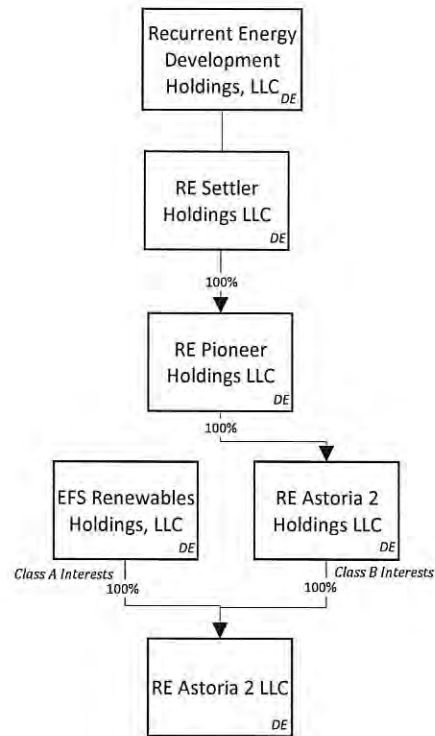 Recurrent Energy
Development
Holdings, LLC
DE
RE Settler
Holdings LLC
DE
100%
RE Pioneer
Holdings LLC
DE
100%
EFS Renewables
Holdings, LLC
DE
RE Astoria 2
Holdings LLC
DE
Class A Interests
100%
Class B Interests
100%
RE Astoria 2 LLC
DE